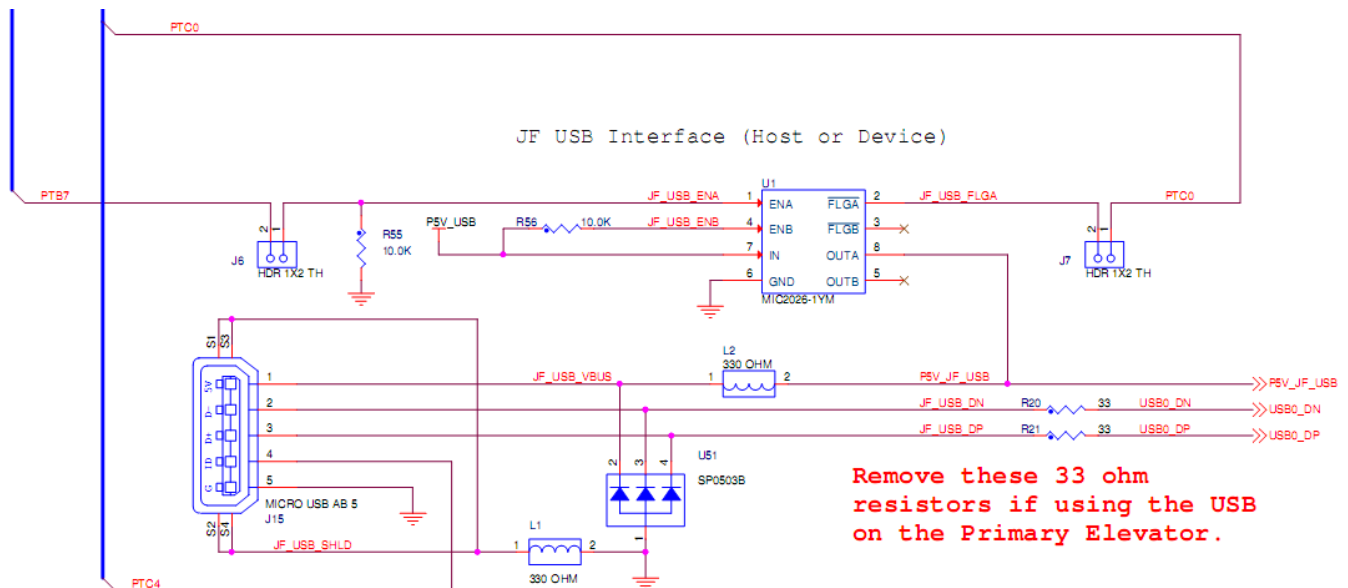 PTC0
JF USB Interface (Host or Device)
U1
PTB7
JF_USB_ENA
1
ENA
FLGA
2
JF_USB_FLGA
PTC0
P5V_USB
R56
10.0K
JF_USB_ENB
4
ENB
FLGB
3
2
1
R55
10.0K
7
IN
OUTA
8
2
1
J6
HDR 1X2 TH
6
GND
OUTB
5
J7
HDR 1X2 TH
MIC2026-1YM
S1
S3
L2
330 OHM
5V
1
JF_USB_VBUS
1
2
P5V_JF_USB
P5V_JF_USB
D-
2
JF_USB_DN
R20
33
USB0_DN
USB0_DN
D+
3
JF_USB_DP
R21
33
USB0_DP
USB0_DP
ID
4
2
3
4
U51
SP0503B
G
5
MICRO USB AB 5
J15
Remove these 33 ohm
resistors if using the USB
on the Primary Elevator.
S2
S4
JF_USB_SHLD
L1
1
2
330 OHM
1
PTC4